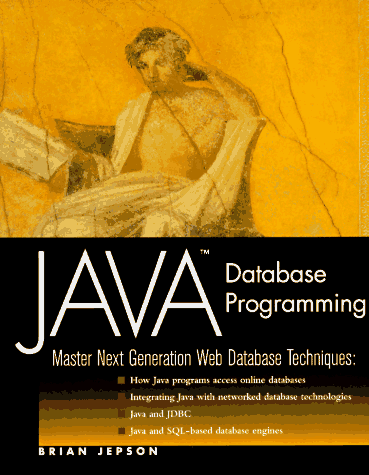 JAVA™ Database
Programming
Master Next Generation Web Database Techniques:
How Java programs access online databases
Integrating Java with networked database technologies
Java and JDBC
Java and SQL-based database engines
BRIAN JEPSON